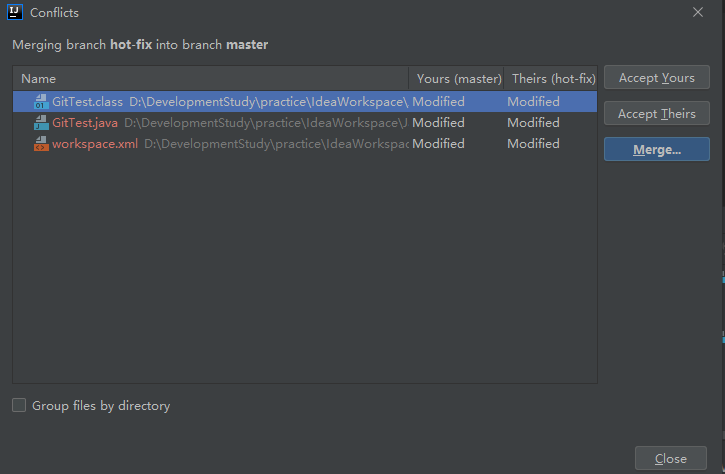 Conflicts
Merging branch hot-fix into branch master
Name Yours (master) Theirs (hot-fix)
GitTest.class D:\DevelopmentStudy\practice\IdeaWorkspace\ Modified Modified
GitTest.java D:\DevelopmentStudy\practice\IdeaWorkspace\J Modified Modified
workspace.xml D:\DevelopmentStudy\practice\IdeaWorkspac Modified Modified
Accept Yours
Accept Theirs
Merge...
Group files by directory
Close